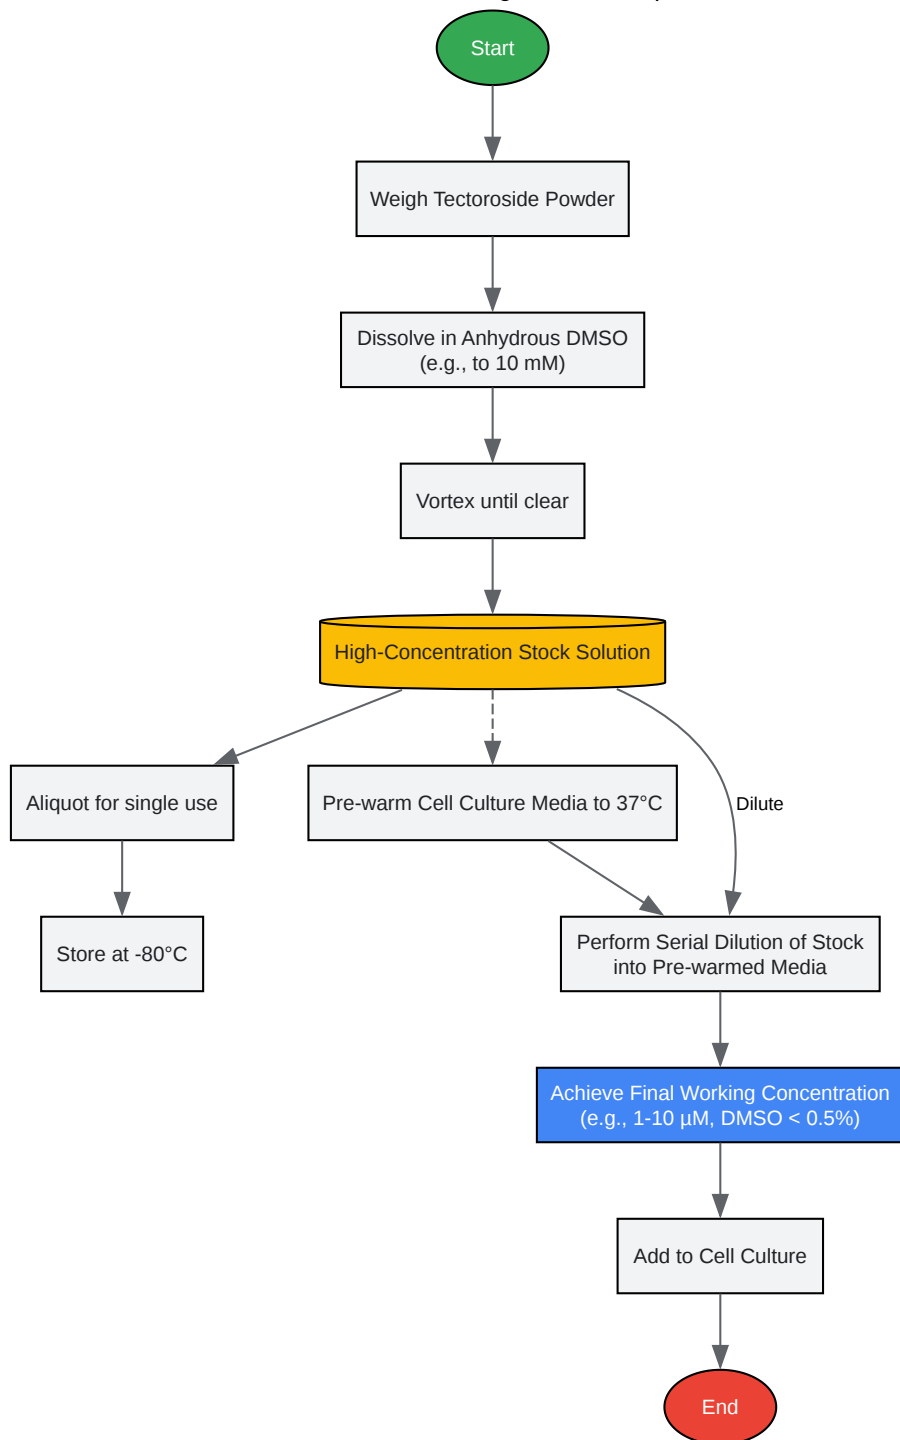 Start
Weigh Tectoroside Powder
Dissolve in Anhydrous DMSO
(e.g., to 10 mM)
Vortex until clear
High-Concentration Stock Solution
Aliquot for single use
Pre-warm Cell Culture Media to 37°C
Dilute
Store at -80°C
Perform Serial Dilution of Stock
into Pre-warmed Media
Achieve Final Working Concentration
(e.g., 1-10 µM, DMSO < 0.5%)
Add to Cell Culture
End